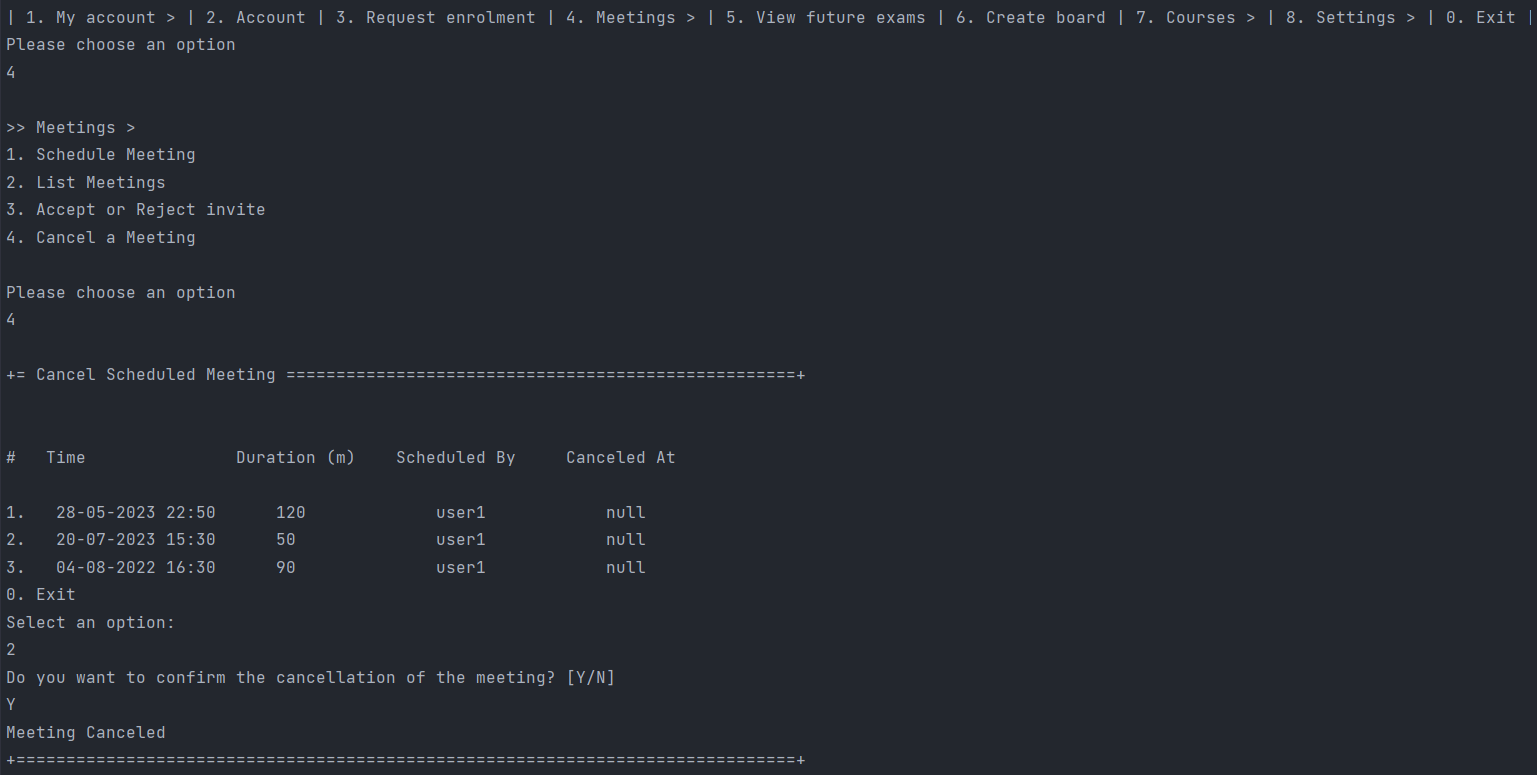 | 1. My account > | 2. Account | 3. Request enrolment | 4. Meetings > | 5. View future exams | 6. Create board | 7. Courses > | 8. Settings > | 0. Exit |
Please choose an option
4
>> Meetings >
1. Schedule Meeting
2. List Meetings
3. Accept or Reject invite
4. Cancel a Meeting
Please choose an option
4
+= Cancel Scheduled Meeting ===================================================+
#   Time               Duration (m)    Scheduled By     Canceled At
1.   28-05-2023 22:50      120             user1            null
2.   20-07-2023 15:30      50              user1            null
3.   04-08-2022 16:30      90              user1            null
0. Exit
Select an option:
2
Do you want to confirm the cancellation of the meeting? [Y/N]
Y
Meeting Canceled
+==============================================================================+